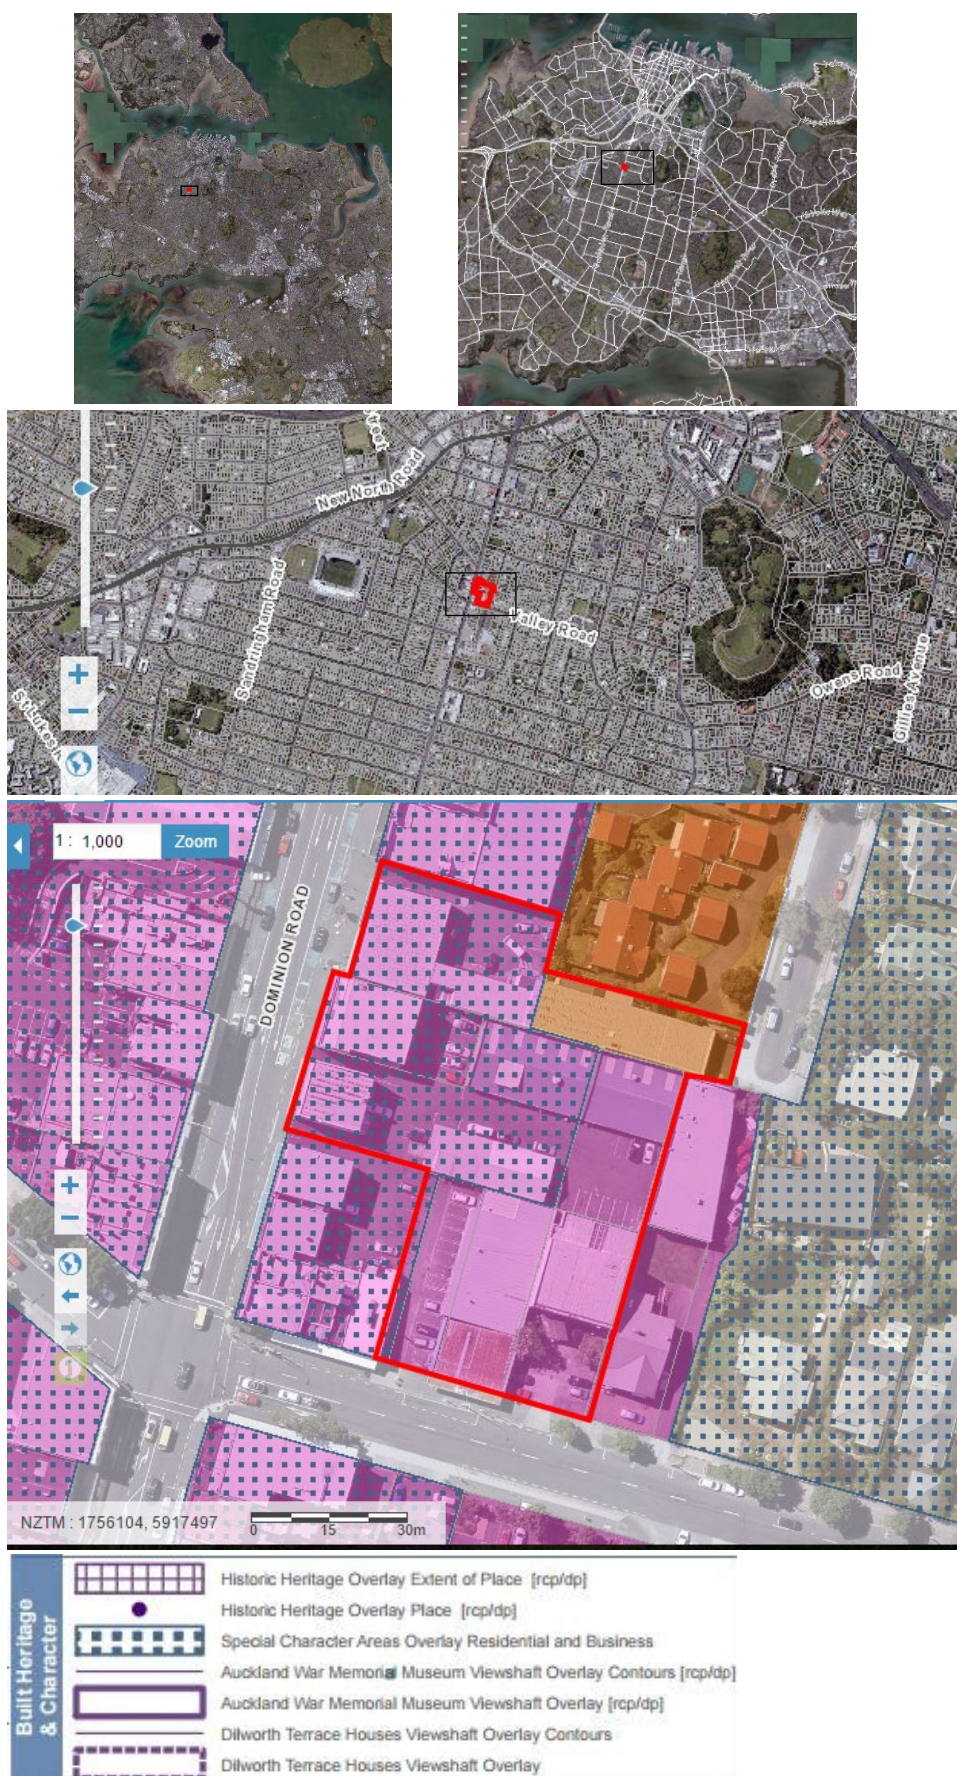 New North Road
Sandringham Road
Valley Road
Owens Road
Gillies Avenue
St Lukes
1 : 1,000
Zoom
DOMINION ROAD
NZTM : 1756104, 5917497
0 15 30m
Built Heritage
& Character
Historic Heritage Overlay Extent of Place [rcp/dp]
Historic Heritage Overlay Place [rcp/dp]
Special Character Areas Overlay Residential and Business
Auckland War Memorial Museum Viewshaft Overlay Contours [rcp/dp]
Auckland War Memorial Museum Viewshaft Overlay [rcp/dp]
Dilworth Terrace Houses Viewshaft Overlay Contours
Dilworth Terrace Houses Viewshaft Overlay